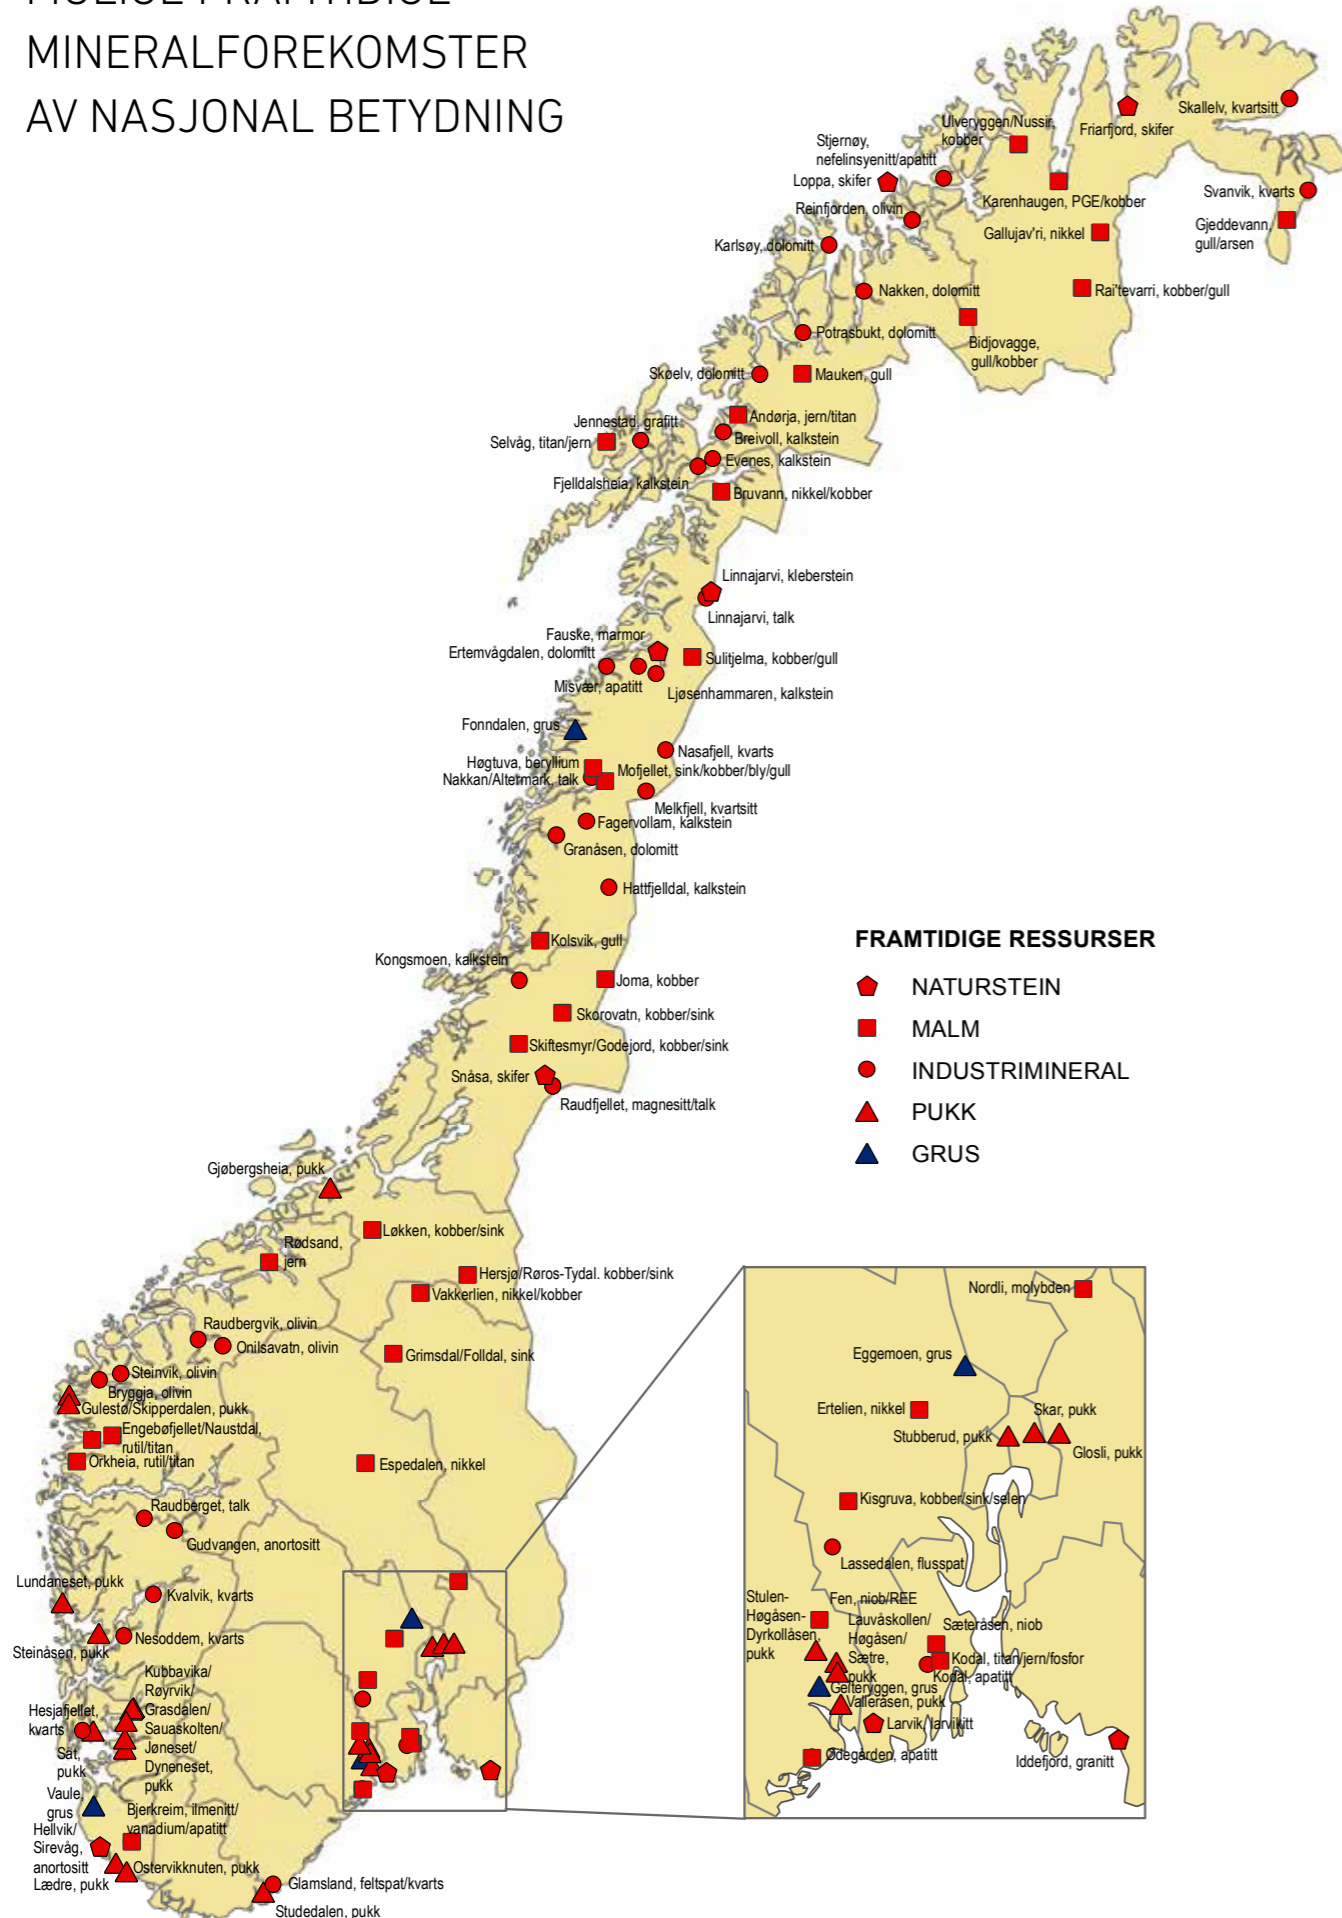 MULIGE FRAMTIDIGE
MINERALFOREKOMSTER
AV NASJONAL BETYDNING
Skallelv, kvartsitt
Ulveryggen/Nussir,
kobber
Friarfjord, skifer
Stjernøy,
nefelinsyenitt/apatitt
Loppa, skifer
Svanvik, kvarts
Karenhaugen, PGE/kobber
Reinfjorden, olivin
Gjeddevann,
gull/arsen
Gallujav'ri, nikkel
Karlsøy, dolomitt
Nakken, dolomitt
Rai'tevarri, kobber/gull
Potrasbukt, dolomitt
Bidjovagge,
gull/kobber
Skøelv, dolomitt
Mauken, gull
Andørja, jern/titan
Jennestad, grafitt
Selvåg, titan/jern
Breivoll, kalkstein
Evenes, kalkstein
Fjelldalsheia, kalkstein
Bruvann, nikkel/kobber
Linnajarvi, kleberstein
Linnajarvi, talk
Fauske, marmor
Ertemvågdalen, dolomitt
Sulitjelma, kobber/gull
Misvær, apatitt
Ljøsenhammaren, kalkstein
Fonndalen, grus
Nasafjell, kvarts
Høgtuva, beryllium
Mofjellet, sink/kobber/bly/gull
Nakkan/Altermark, talk
Melkfjell, kvartsitt
Fagervollam, kalkstein
Granåsen, dolomitt
Hattfjelldal, kalkstein
Kolsvik, gull
Kongsmoen, kalkstein
Joma, kobber
Skorovatn, kobber/sink
Skiftesmyr/Godejord, kobber/sink
Snåsa, skifer
Raudfjellet, magnesitt/talk
FRAMTIDIGE RESSURSER
NATURSTEIN
MALM
INDUSTRIMINERAL
PUKK
GRUS
Gjøbergsheia, pukk
Løkken, kobber/sink
Rødsand,
jern
Hersjø/Røros-Tydal. kobber/sink
Vakkerlien, nikkel/kobber
Raudbergvik, olivin
Onilsavatn, olivin
Grimsdal/Folldal, sink
Steinvik, olivin
Bryggja, olivin
Gulestø/Skipperdalen, pukk
Engebøfjellet/Naustdal,
rutil/titan
Orkheia, rutil/titan
Espedalen, nikkel
Raudberget, talk
Gudvangen, anortositt
Lundaneset, pukk
Kvalvik, kvarts
Nesoddem, kvarts
Steinåsen, pukk
Kubbavika/
Røyrvik/
Grasdalen/
Sauaskolten/
Jøneset/
Dyneneset,
pukk
Hesjafjellet,
kvarts
Såt,
pukk
Vaule,
grus
Bjerkreim, ilmenitt/
vanadium/apatitt
Hellvik/
Sirevåg,
anortositt
Ostervikknuten, pukk
Lædre, pukk
Glamsland, feltspat/kvarts
Studedalen, pukk
Nordli, molybden
Eggemoen, grus
Ertelien, nikkel
Skar, pukk
Stubberud, pukk
Glosli, pukk
Kisgruva, kobber/sink/selen
Lassedalen, flusspat
Stulen-
Høgåsen-
Dyrkollåsen,
pukk
Fen, niob/REE
Lauvåskollen/
Høgåsen/
Sætre,
pukk
Sæteråsen, niob
Kodal, titan/jern/fosfor
Kodal, apatitt
Geiteryggen, grus
Valleråsen, pukk
Larvik, larvikitt
Ødegården, apatitt
Iddefjord, granitt